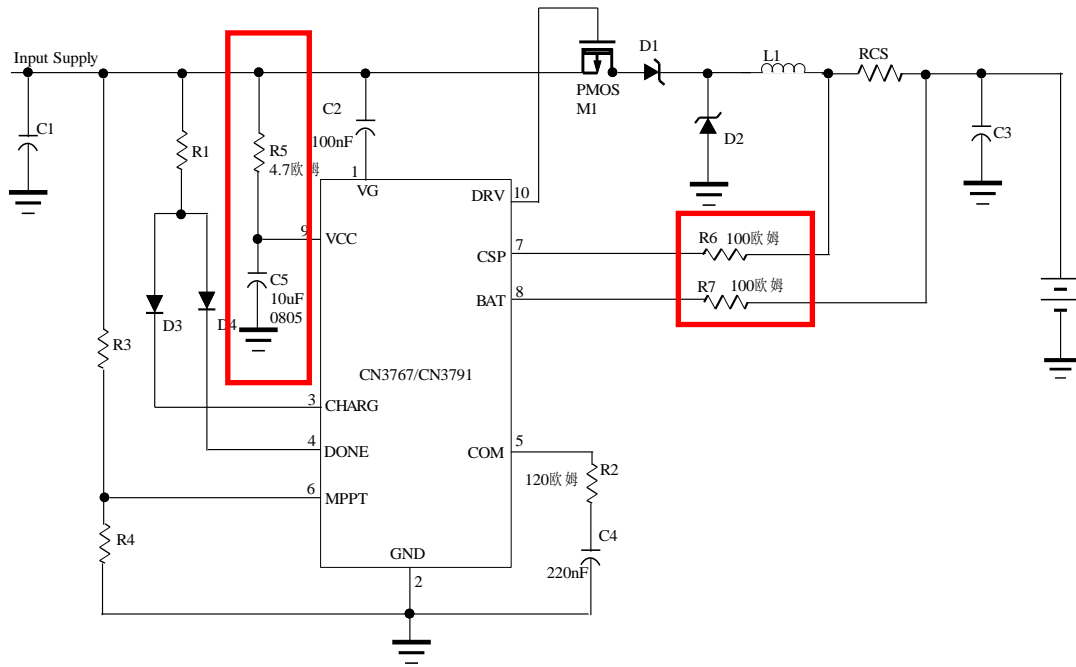 Input Supply
C1
R1
R5
4.7欧姆
C2
100nF
1
VG
PMOS
M1
D1
D2
L1
RCS
C3
DRV
10
9
VCC
C5
10uF
0805
CSP
7
R6 100欧姆
BAT
8
R7 100欧姆
D3
D4
R3
CN3767/CN3791
3
CHARG
4
DONE
COM
5
120欧姆
R2
6
MPPT
R4
C4
220nF
GND
2